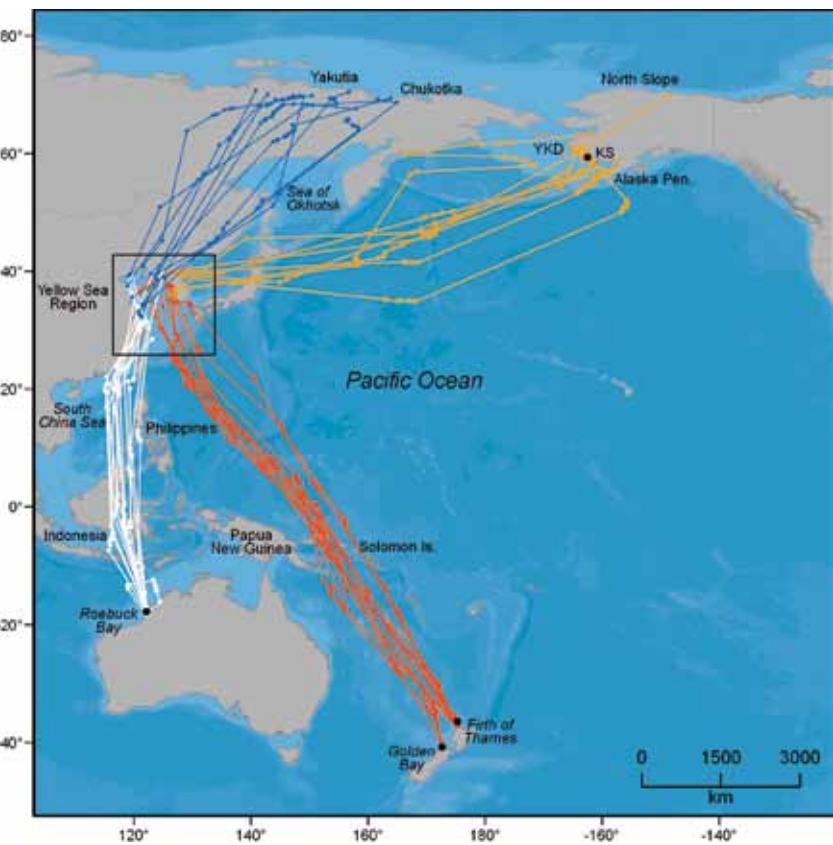 80°
Yakutia
North Slope
Chukotka
60°
YKD
KS
Alaska Pen.
Sea of
Okhotsk
40°
Yellow Sea
Region
Pacific Ocean
20°
South
China Sea
Philippines
0°
Indonesia
Papua
New Guinea
Solomon Is.
Roebuck
Bay
-20°
Firth of
Thames
-40°
Golden
Bay
0 1500 3000
km
120° 140° 160° 180° -160° -140°